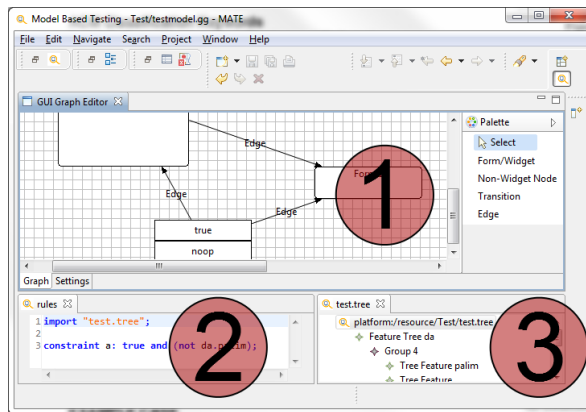 Model Based Testing - Test/testmodel.gg - MATE
File Edit Navigate Search Project Window Help
GUI Graph Editor
Palette
Select
Form/Widget
Non-Widget Node
Transition
Edge
Edge
Form
1
Edge
Edge
true
noop
Graph Settings
rules
1 import "test.tree";
2
3 constraint a: true and (not da.palim);
2
test.tree
platform:/resource/Test/test.tree
Feature Tree da
Group 4
Tree Feature palim
Tree Feature
3